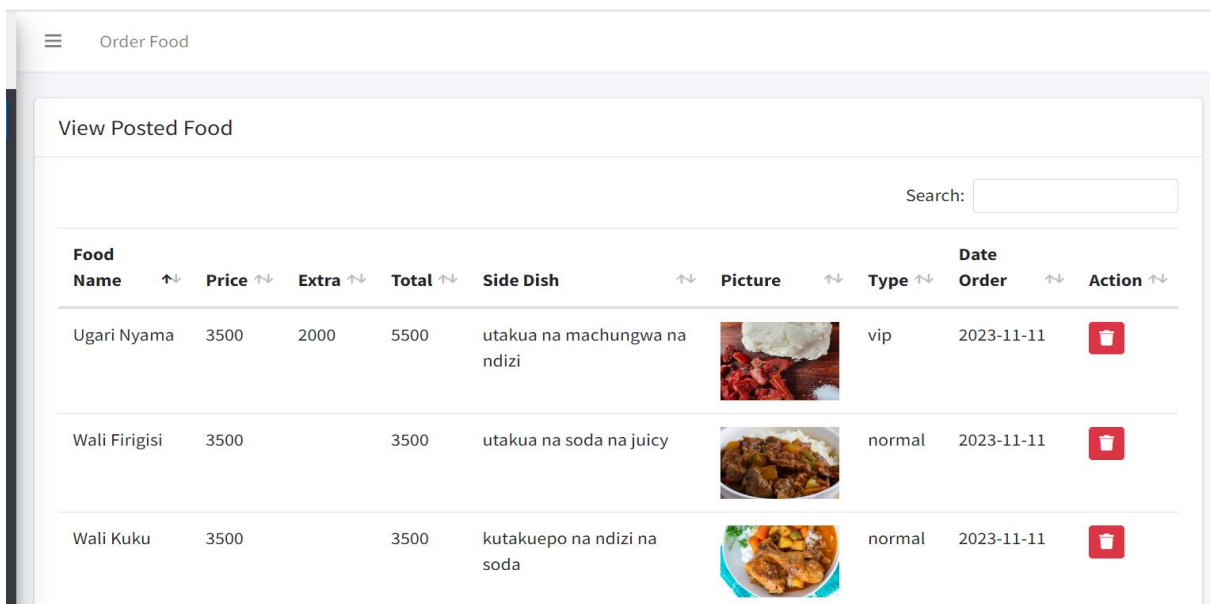 Order Food
View Posted Food
Search:
Food Name Price Extra Total Side Dish Picture Type Date Order Action
Ugari Nyama 3500 2000 5500 utakua na machungwa na ndizi vip 2023-11-11
Wali Firigisi 3500 3500 utakua na soda na juicy normal 2023-11-11
Wali Kuku 3500 3500 kutakuepo na ndizi na soda normal 2023-11-11